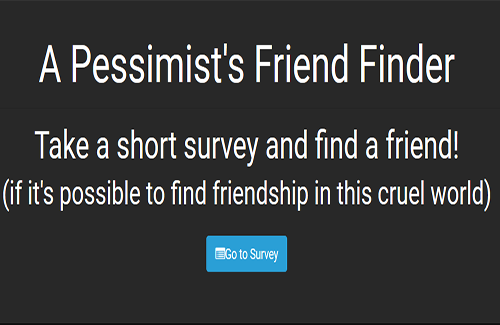 A Pessimist's Friend Finder
Take a short survey and find a friend!
(if it's possible to find friendship in this cruel world)
Go to Survey